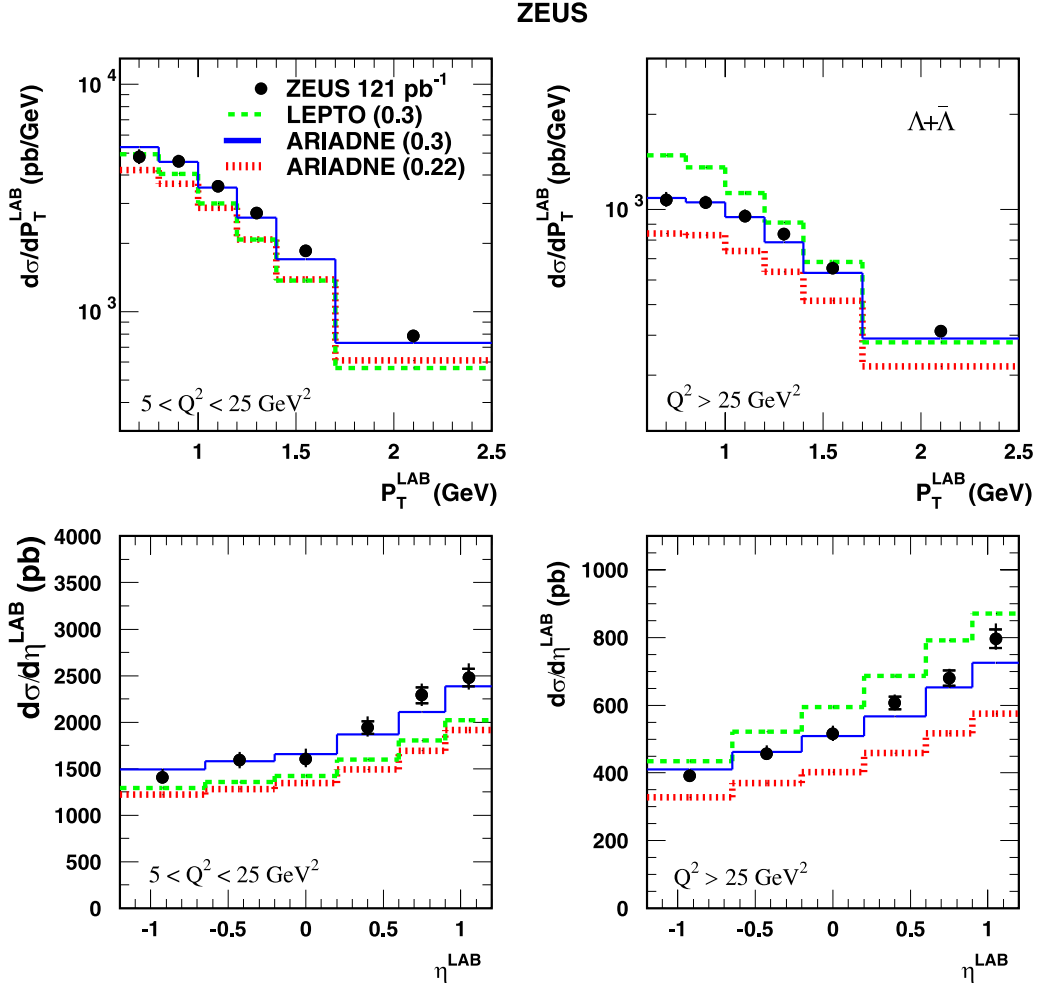 ZEUS
dσ/dP_T^LAB (pb/GeV)
10^4
10^3
ZEUS 121 pb^-1
LEPTO (0.3)
ARIADNE (0.3)
ARIADNE (0.22)
5 < Q^2 < 25 GeV^2
1 1.5 2 2.5
P_T^LAB (GeV)
dσ/dP_T^LAB (pb/GeV)
10^3
Λ+Λ̄
Q^2 > 25 GeV^2
1 1.5 2 2.5
P_T^LAB (GeV)
dσ/dη^LAB (pb)
4000
3500
3000
2500
2000
1500
1000
500
0
5 < Q^2 < 25 GeV^2
-1 -0.5 0 0.5 1
η^LAB
dσ/dη^LAB (pb)
1000
800
600
400
200
0
Q^2 > 25 GeV^2
-1 -0.5 0 0.5 1
η^LAB